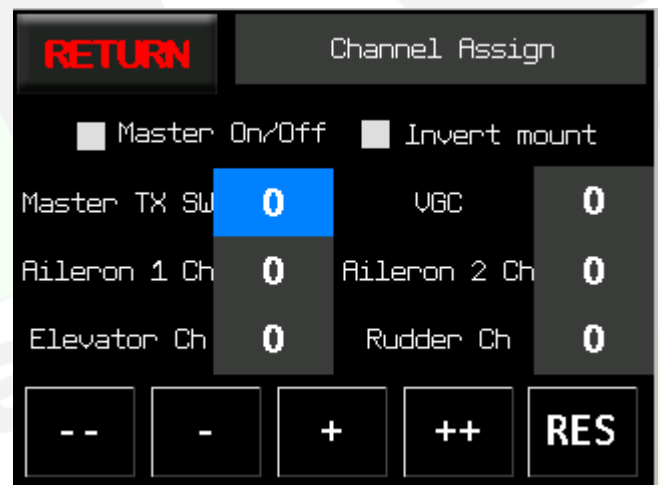 RETURN Channel Assign
Master On/Off Invert mount
Master TX SW 0 VGC 0
Aileron 1 Ch 0 Aileron 2 Ch 0
Elevator Ch 0 Rudder Ch 0
-- - + ++ RES